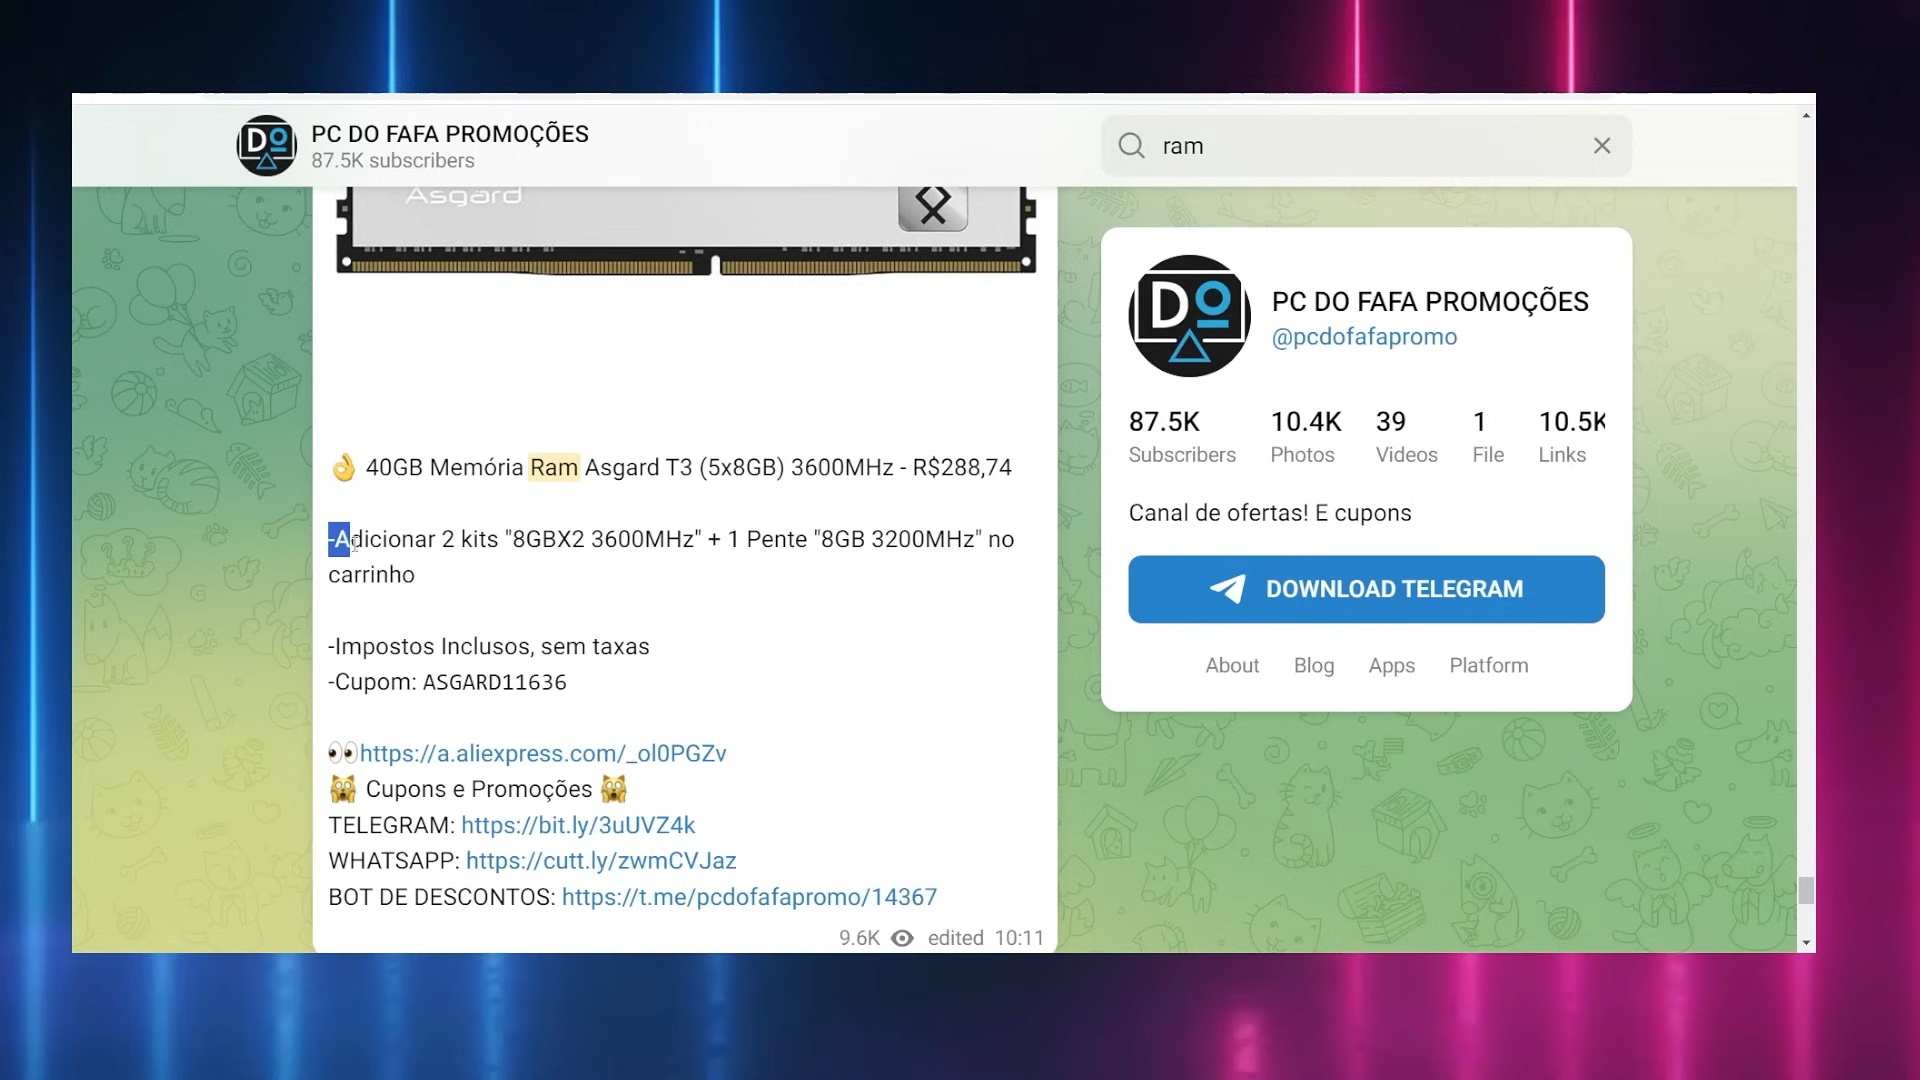 PC DO FAFA PROMOÇÕES
87.5K subscribers
ram
Asgard
👌 40GB Memória Ram Asgard T3 (5x8GB) 3600MHz - R$288,74
-Adicionar 2 kits "8GBX2 3600MHz" + 1 Pente "8GB 3200MHz" no
carrinho
-Impostos Inclusos, sem taxas
-Cupom: ASGARD11636
👀https://a.aliexpress.com/_ol0PGZv
🙀 Cupons e Promoções 🙀
TELEGRAM: https://bit.ly/3uUVZ4k
WHATSAPP: https://cutt.ly/zwmCVJaz
BOT DE DESCONTOS: https://t.me/pcdofafapromo/14367
9.6K edited 10:11
PC DO FAFA PROMOÇÕES
@pcdofafapromo
87.5K 10.4K 39 1 10.5K
Subscribers Photos Videos File Links
Canal de ofertas! E cupons
DOWNLOAD TELEGRAM
About Blog Apps Platform